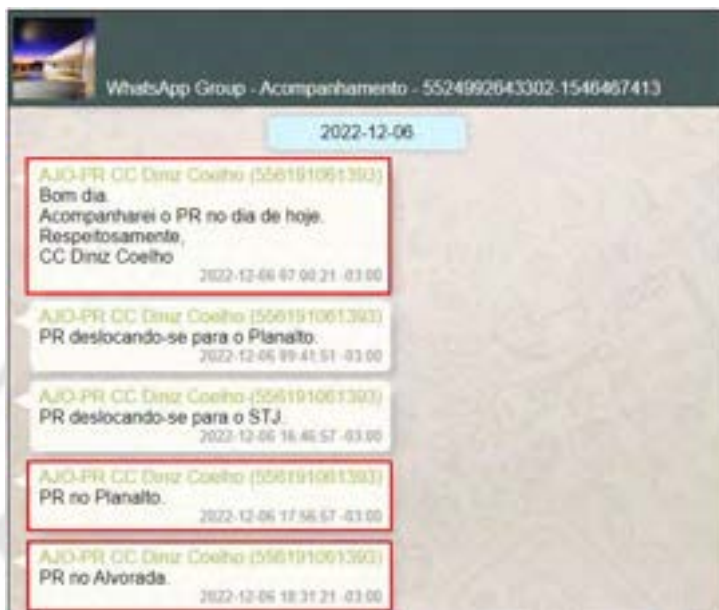 WhatsApp Group - Acompanhamento - 5524992643302-1546467413
2022-12-06
AJO-PR CC Diniz Coelho (556191061393)
Bom dia.
Acompanharei o PR no dia de hoje.
Respeitosamente,
CC Diniz Coelho
2022-12-06 07:00:21 -03:00
AJO-PR CC Diniz Coelho (556191061393)
PR deslocando-se para o Planalto.
2022-12-06 09:41:51 -03:00
AJO-PR CC Diniz Coelho (556191061393)
PR deslocando-se para o STJ.
2022-12-06 16:46:57 -03:00
AJO-PR CC Diniz Coelho (556191061393)
PR no Planalto.
2022-12-06 17:56:57 -03:00
AJO-PR CC Diniz Coelho (556191061393)
PR no Alvorada.
2022-12-06 18:31:21 -03:00